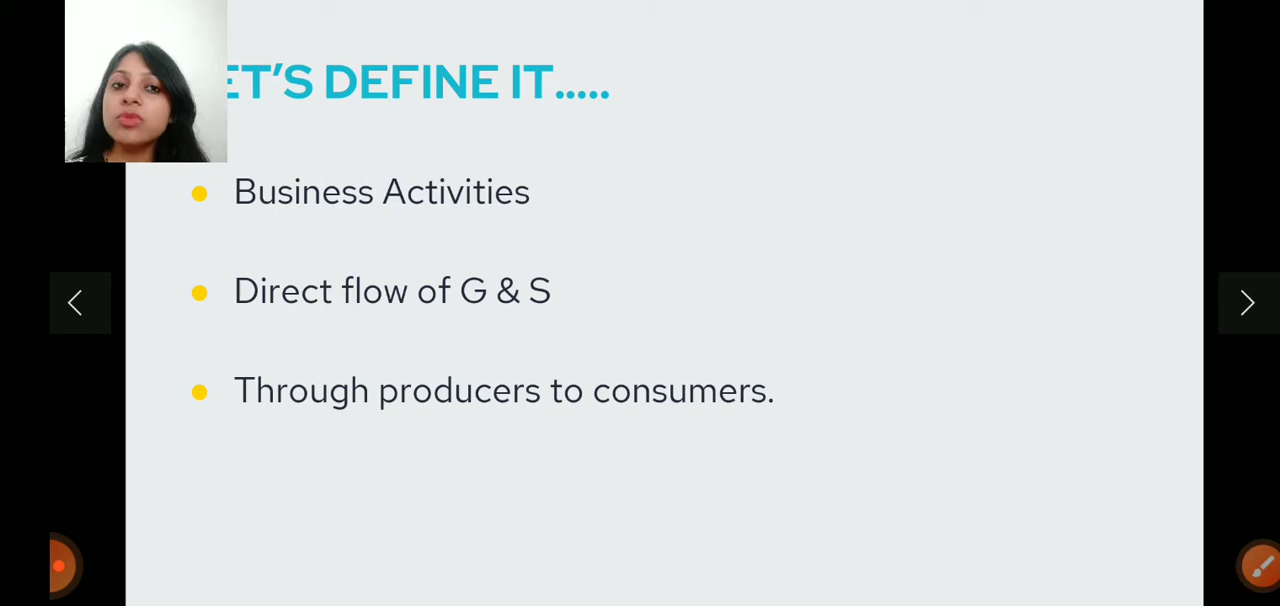 ET'S DEFINE IT.....
Business Activities
Direct flow of G & S
Through producers to consumers.